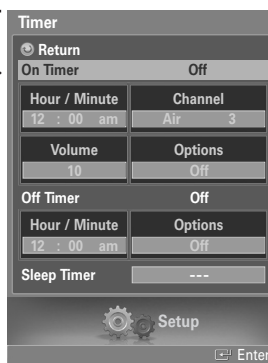 Timer
Return
On Timer Off
Hour / Minute Channel
12 : 00 am Air 3
Volume Options
10 Off
Off Timer Off
Hour / Minute Options
12 : 00 am Off
Sleep Timer ---
Setup
Enter